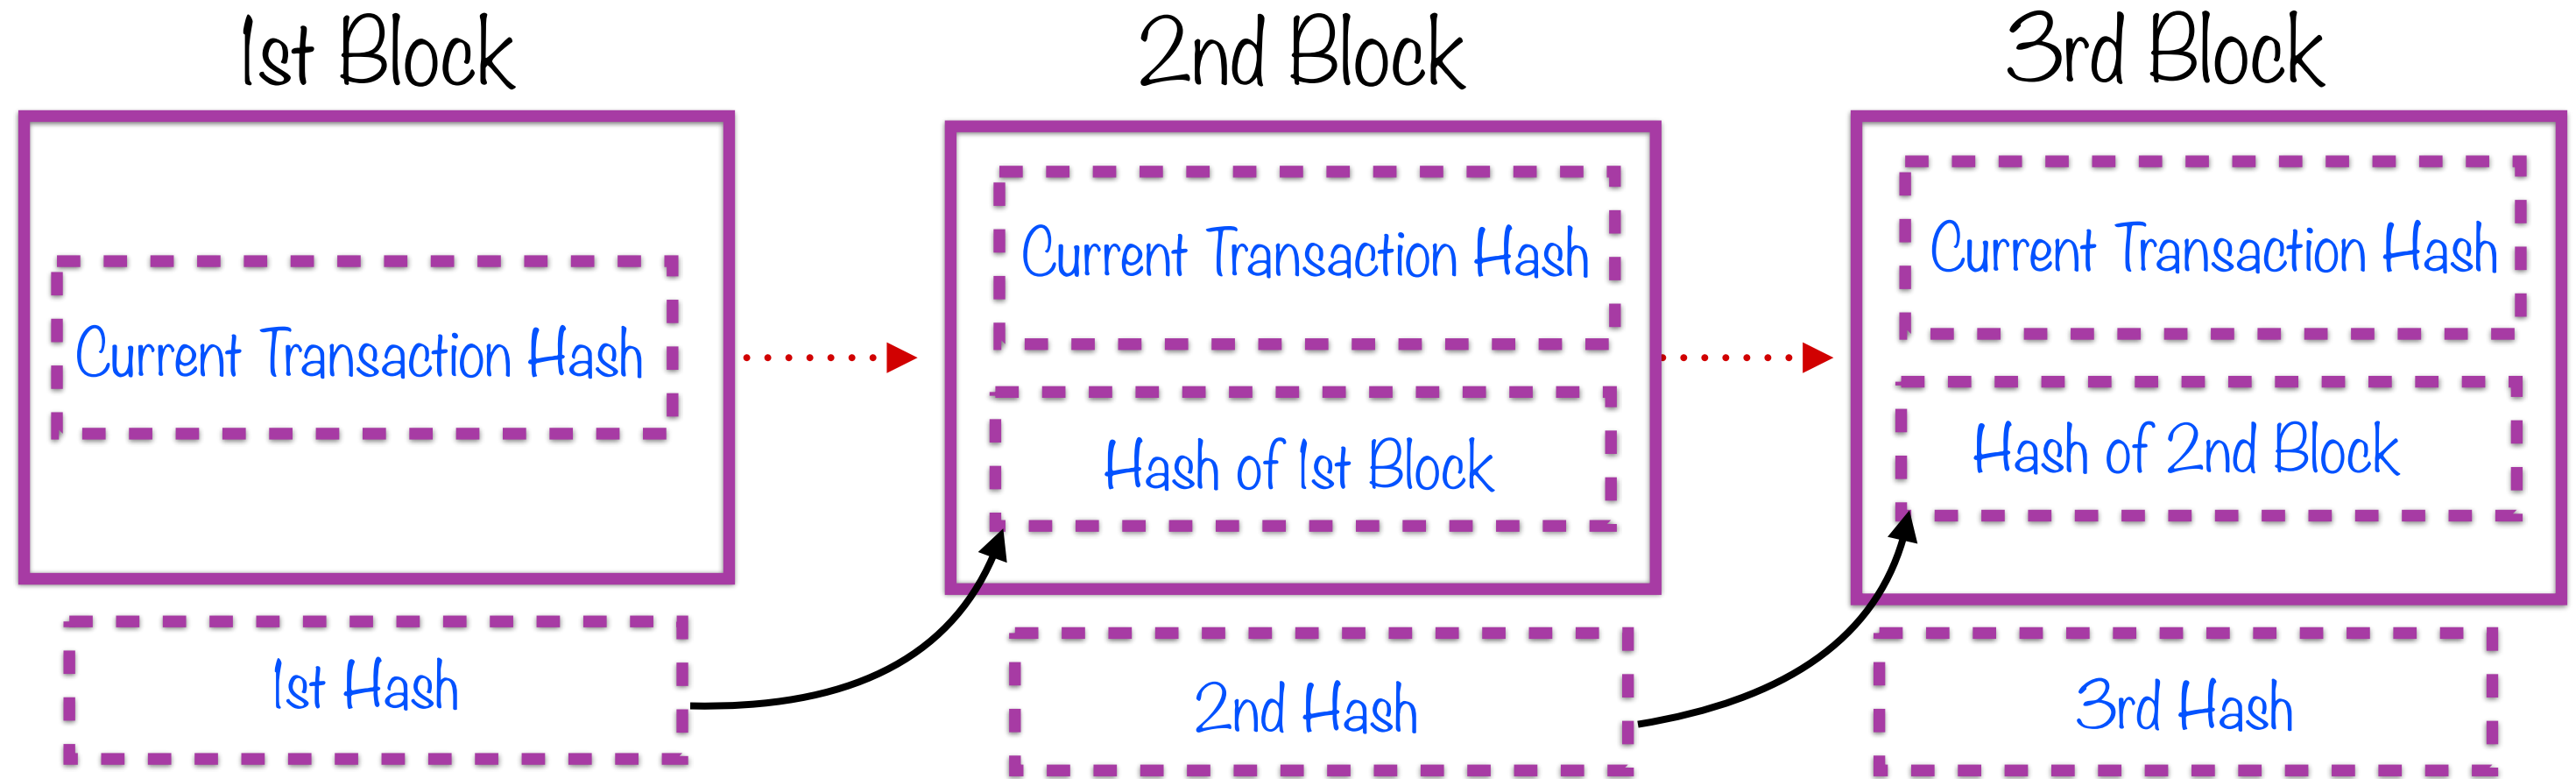 1st Block
2nd Block
3rd Block
Current Transaction Hash
Current Transaction Hash
Hash of 1st Block
Current Transaction Hash
Hash of 2nd Block
1st Hash
2nd Hash
3rd Hash